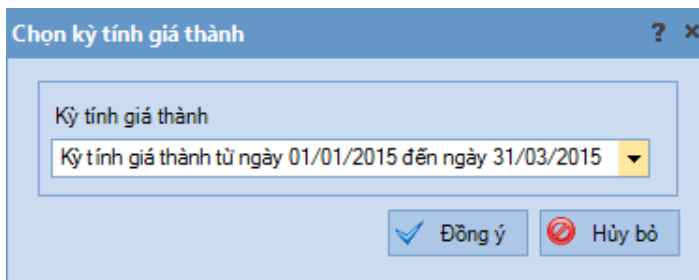 Chọn kỳ tính giá thành ? ×
Kỳ tính giá thành
Kỳ tính giá thành từ ngày 01/01/2015 đến ngày 31/03/2015
Đồng ý Hủy bỏ